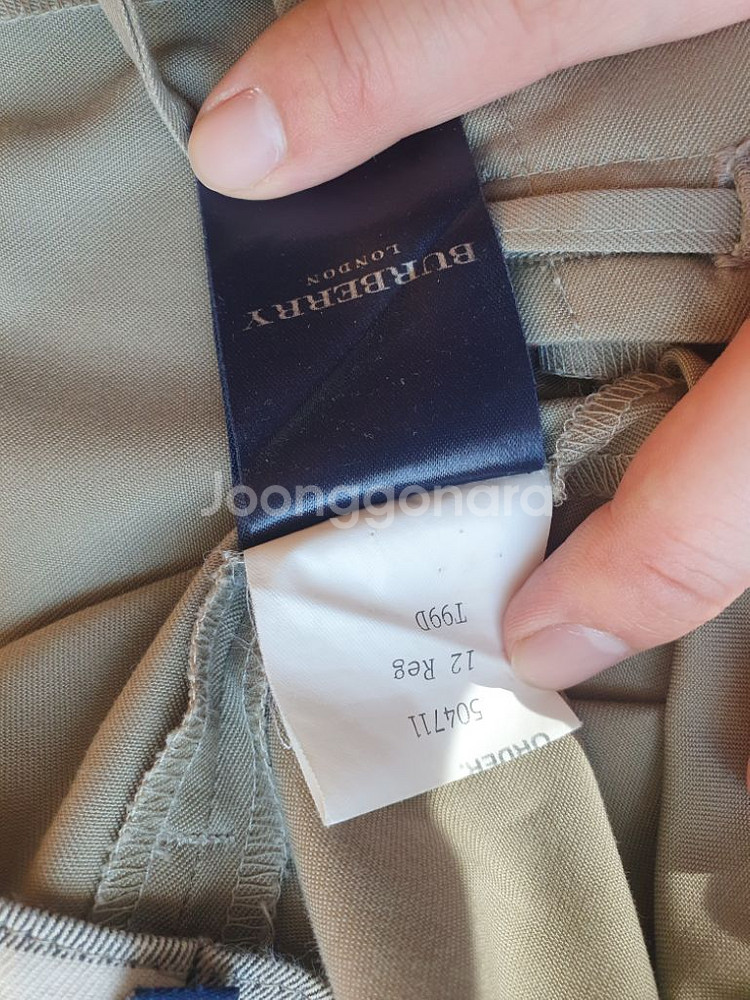 BURBERRY
LONDON
Joonggonara
ORDER.
504711
12 Reg
T99D